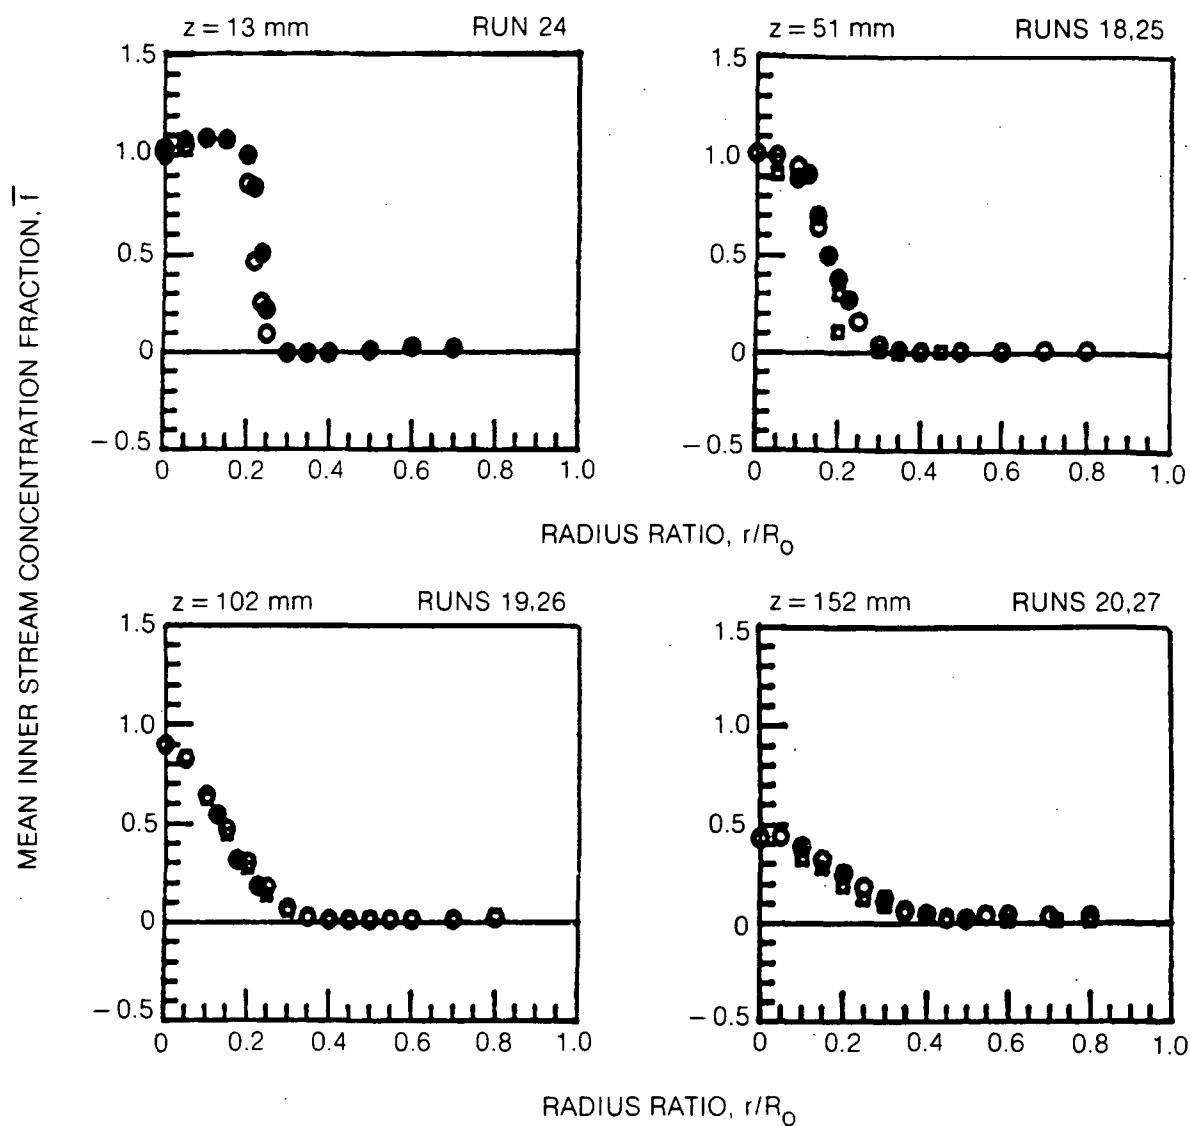 z = 13 mm RUN 24
z = 51 mm RUNS 18,25
1.5
1.0
0.5
0
– 0.5
0 0.2 0.4 0.6 0.8 1.0
1.5
1.0
0.5
0
– 0.5
0 0.2 0.4 0.6 0.8 1.0
MEAN INNER STREAM CONCENTRATION FRACTION, f̅
RADIUS RATIO, r/Ro
z = 102 mm RUNS 19,26
z = 152 mm RUNS 20,27
1.5
1.0
0.5
0
– 0.5
0 0.2 0.4 0.6 0.8 1.0
1.5
1.0
0.5
0
– 0.5
0 0.2 0.4 0.6 0.8 1.0
RADIUS RATIO, r/Ro